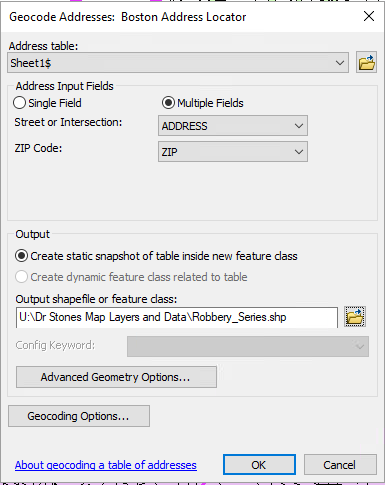 Geocode Addresses: Boston Address Locator
Address table:
Sheet1$
Address Input Fields
Single Field
Multiple Fields
Street or Intersection:
ADDRESS
ZIP Code:
ZIP
Output
Create static snapshot of table inside new feature class
Create dynamic feature class related to table
Output shapefile or feature class:
U:\Dr Stones Map Layers and Data\Robbery_Series.shp
Config Keyword:
Advanced Geometry Options...
Geocoding Options...
About geocoding a table of addresses
OK
Cancel